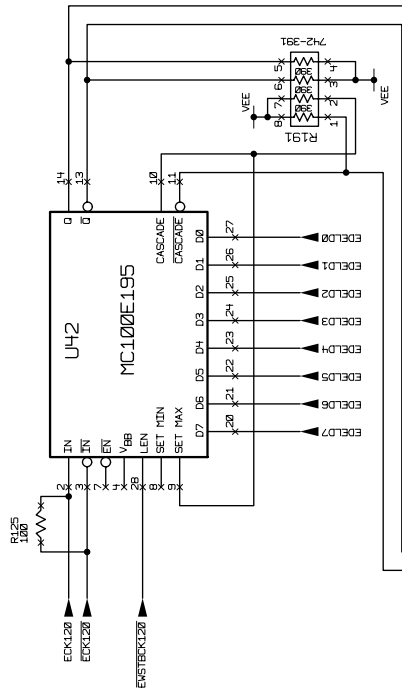 742-391
5 4
6 3
7 2
8 1
390
390
390
390
VEE
VEE
R191
14
13
10
11
Q
Q
CASCADE
CASCADE
U42
MC100E195
D0 27 EDELD0
D1 26 EDELD1
D2 25 EDELD2
D3 24 EDELD3
D4 23 EDELD4
D5 22 EDELD5
D6 21 EDELD6
D7 20 EDELD7
2 IN
3 IN
7 EN
4 VBB
28 LEN
8 SET MIN
9 SET MAX
R125
100
ECK120
ECK120
EWSTBCK120